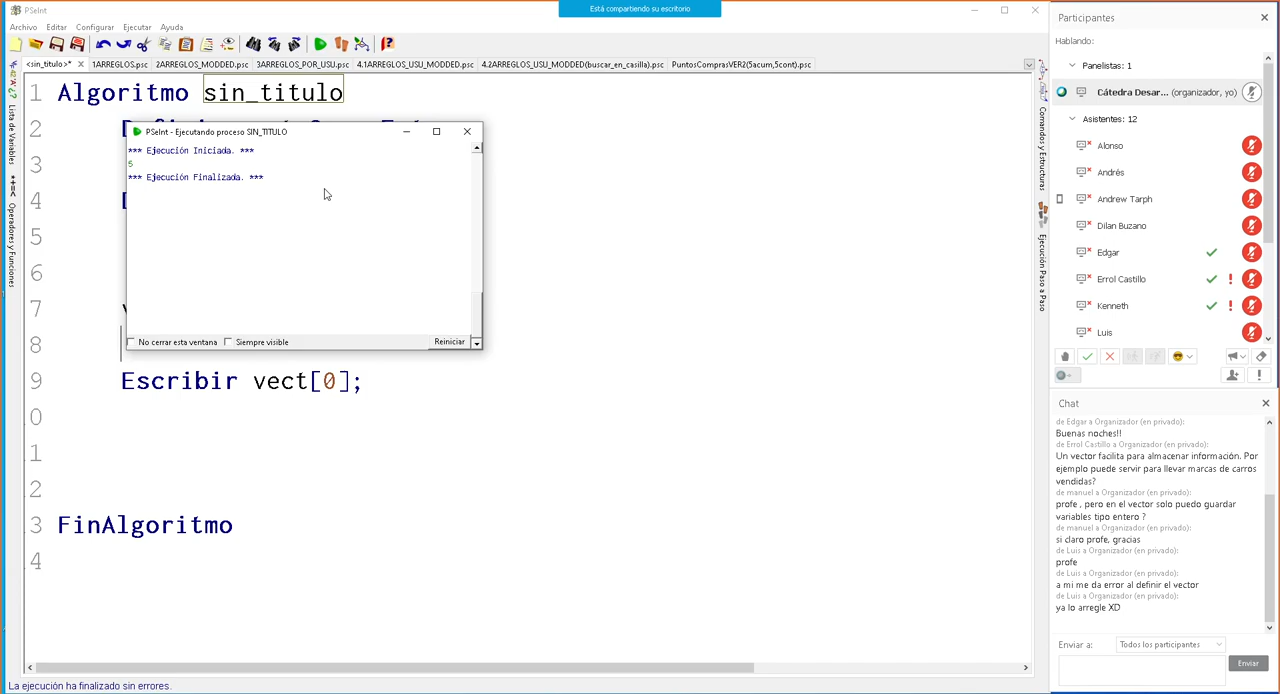 PSeInt
Está compartiendo su escritorio
Archivo Editar Configurar Ejecutar Ayuda
<sin_titulo>* 1ARREGLOS.psc 2ARREGLOS_MODDED.psc 3ARREGLOS_POR_USU.psc 4.1ARREGLOS_USU_MODDED.psc 4.2ARREGLOS_USU_MODDED(buscar_en_casilla).psc PuntosComprasVER2(5acum,5cont).psc
Lista de Variables
Operadores y Funciones
1 Algoritmo sin_titulo
2
3
4
5
6
7
8
9 Escribir vect[0];
0
1
2
3 FinAlgoritmo
4
PSeInt - Ejecutando proceso SIN_TITULO
*** Ejecución Iniciada. ***
5
*** Ejecución Finalizada. ***
No cerrar esta ventana Siempre visible Reiniciar
Comandos y Estructuras
Ejecución Paso a Paso
La ejecución ha finalizado sin errores.
Participantes
Hablando:
Panelistas: 1
Cátedra Desar... (organizador, yo)
Asistentes: 12
Alonso
Andrés
Andrew Tarph
Dilan Buzano
Edgar
Errol Castillo
Kenneth
Luis
Chat
de Edgar a Organizador (en privado):
Buenas noches!!
de Errol Castillo a Organizador (en privado):
Un vector facilita para almacenar información. Por
ejemplo puede servir para llevar marcas de carros
vendidas?
de manuel a Organizador (en privado):
profe , pero en el vector solo puedo guardar
variables tipo entero ?
de manuel a Organizador (en privado):
si claro profe, gracias
de Luis a Organizador (en privado):
profe
de Luis a Organizador (en privado):
a mi me da error al definir el vector
de Luis a Organizador (en privado):
ya lo arregle XD
Enviar a: Todos los participantes
Enviar